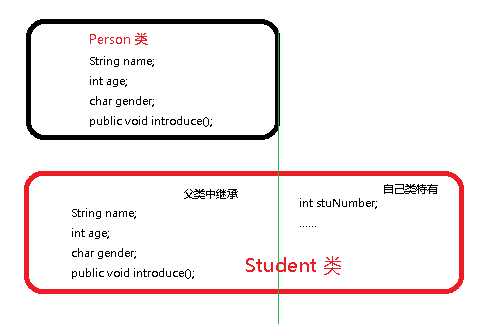 Person 类
String name;
int age;
char gender;
public void introduce();
父类中继承
自己类特有
String name;
int stuNumber;
int age;
......
char gender;
public void introduce();
Student 类